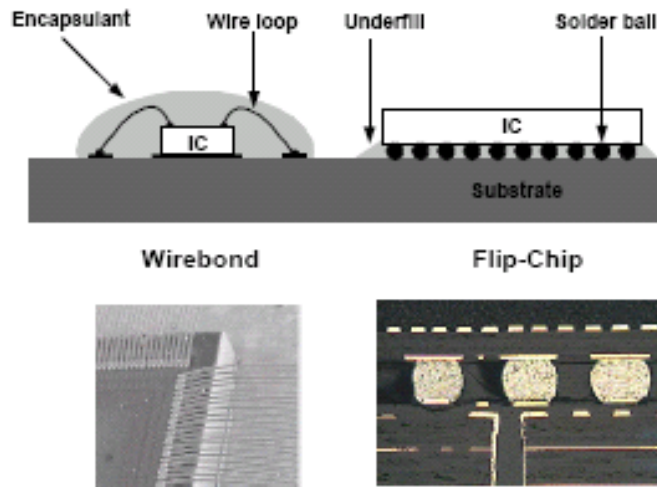 Encapsulant Wire loop Underfill Solder ball
IC IC
Substrate
Wirebond Flip-Chip